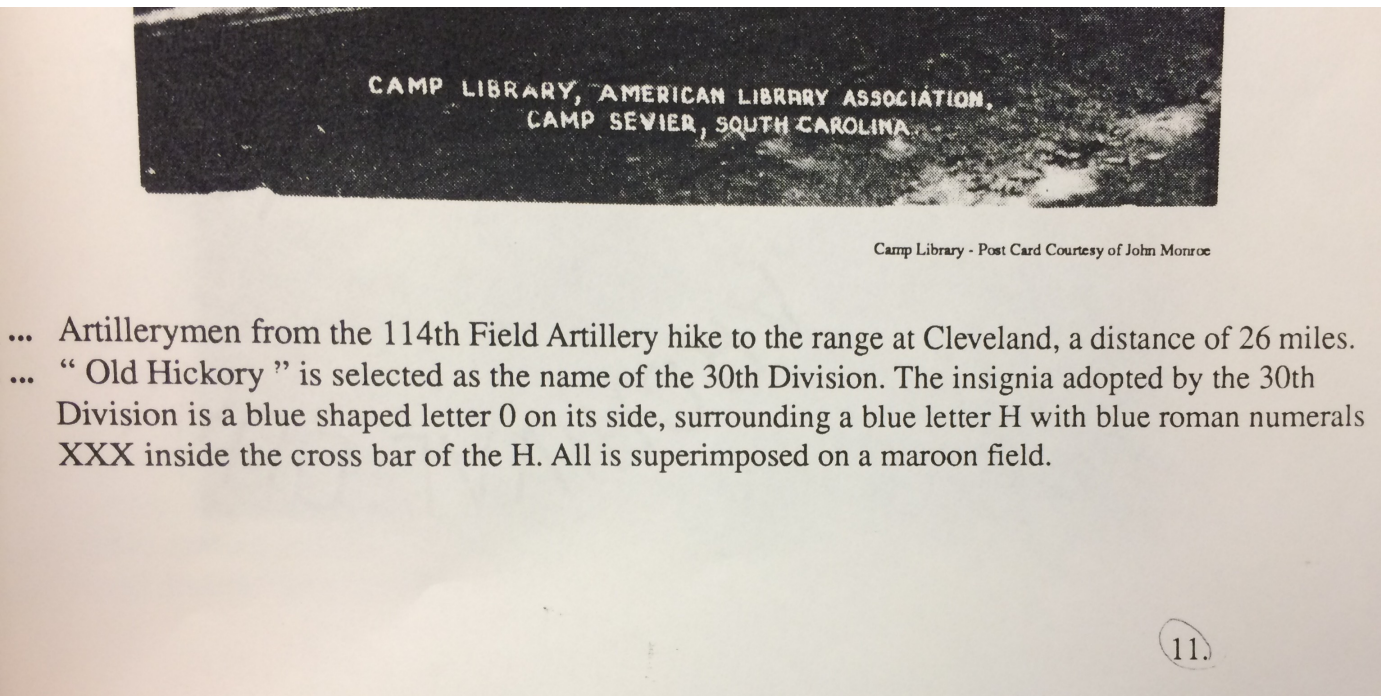 CAMP LIBRARY, AMERICAN LIBRARY ASSOCIATION,
CAMP SEVIER, SOUTH CAROLINA.
Camp Library - Post Card Courtesy of John Monroe
... Artillerymen from the 114th Field Artillery hike to the range at Cleveland, a distance of 26 miles.
... “ Old Hickory ” is selected as the name of the 30th Division. The insignia adopted by the 30th
Division is a blue shaped letter 0 on its side, surrounding a blue letter H with blue roman numerals
XXX inside the cross bar of the H. All is superimposed on a maroon field.
11.